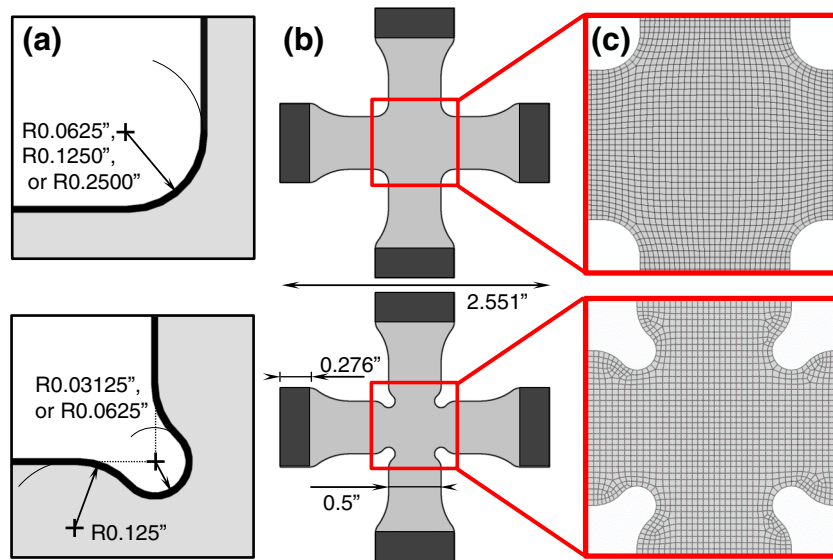 (a)
(b)
(c)
R0.0625”,
R0.1250”,
or R0.2500”
2.551”
0.276”
R0.03125”,
or R0.0625”
0.5”
R0.125”